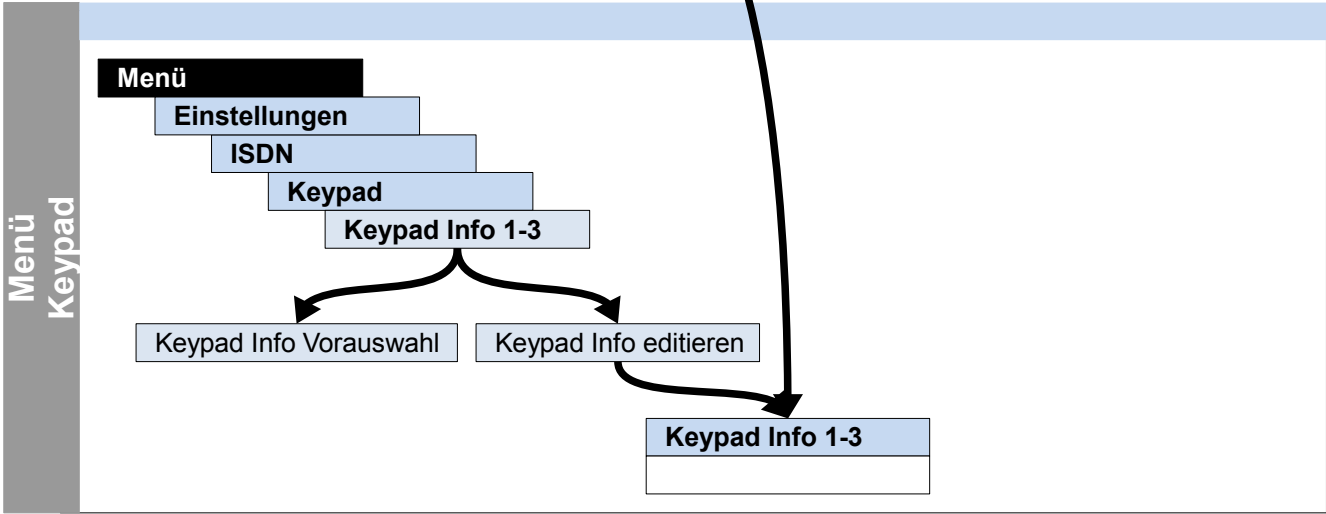 Menü
Keypad
Menü
Einstellungen
ISDN
Keypad
Keypad Info 1-3
Keypad Info Vorauswahl
Keypad Info editieren
Keypad Info 1-3